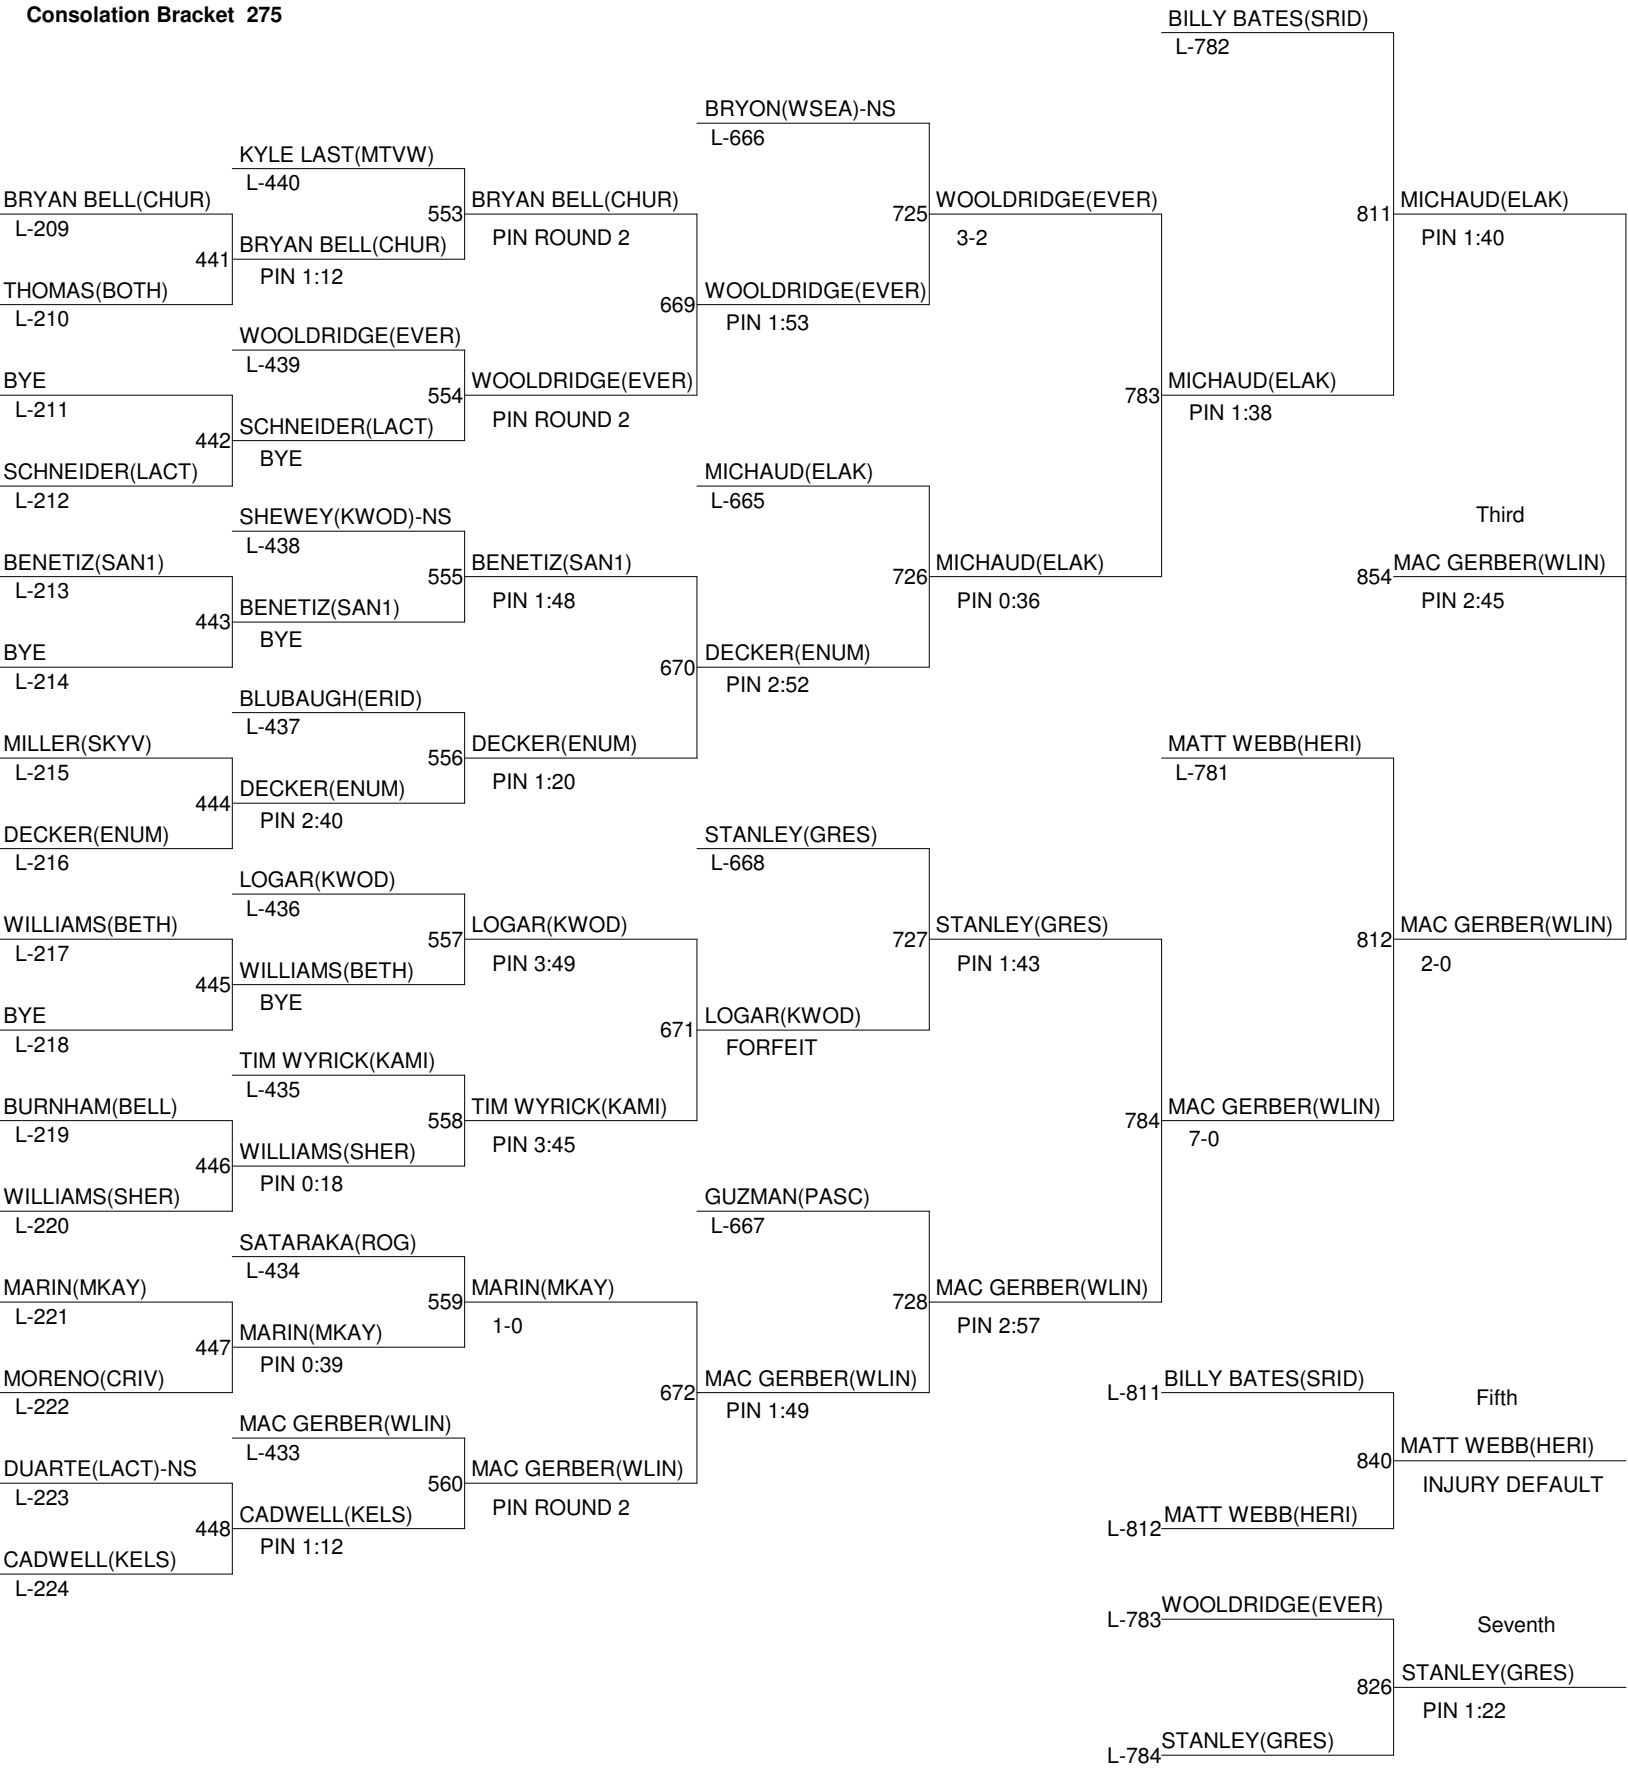 Consolation Bracket  275
BRYAN BELL(CHUR)
L-209
THOMAS(BOTH)
L-210
BYE
L-211
SCHNEIDER(LACT)
L-212
BENETIZ(SAN1)
L-213
BYE
L-214
MILLER(SKYV)
L-215
DECKER(ENUM)
L-216
WILLIAMS(BETH)
L-217
BYE
L-218
BURNHAM(BELL)
L-219
WILLIAMS(SHER)
L-220
MARIN(MKAY)
L-221
MORENO(CRIV)
L-222
DUARTE(LACT)-NS
L-223
CADWELL(KELS)
L-224
KYLE LAST(MTVW)
L-440
441
BRYAN BELL(CHUR)
PIN 1:12
WOOLDRIDGE(EVER)
L-439
442
SCHNEIDER(LACT)
BYE
SHEWEY(KWOD)-NS
L-438
443
BENETIZ(SAN1)
BYE
BLUBAUGH(ERID)
L-437
444
DECKER(ENUM)
PIN 2:40
LOGAR(KWOD)
L-436
445
WILLIAMS(BETH)
BYE
TIM WYRICK(KAMI)
L-435
446
WILLIAMS(SHER)
PIN 0:18
SATARAKA(ROG)
L-434
447
MARIN(MKAY)
PIN 0:39
MAC GERBER(WLIN)
L-433
448
CADWELL(KELS)
PIN 1:12
553
BRYAN BELL(CHUR)
PIN ROUND 2
554
WOOLDRIDGE(EVER)
PIN ROUND 2
555
BENETIZ(SAN1)
PIN 1:48
556
DECKER(ENUM)
PIN 1:20
557
LOGAR(KWOD)
PIN 3:49
558
TIM WYRICK(KAMI)
PIN 3:45
559
MARIN(MKAY)
1-0
560
MAC GERBER(WLIN)
PIN ROUND 2
BRYON(WSEA)-NS
L-666
669
WOOLDRIDGE(EVER)
PIN 1:53
MICHAUD(ELAK)
L-665
670
DECKER(ENUM)
PIN 2:52
STANLEY(GRES)
L-668
671
LOGAR(KWOD)
FORFEIT
GUZMAN(PASC)
L-667
672
MAC GERBER(WLIN)
PIN 1:49
725
WOOLDRIDGE(EVER)
3-2
726
MICHAUD(ELAK)
PIN 0:36
727
STANLEY(GRES)
PIN 1:43
728
MAC GERBER(WLIN)
PIN 2:57
BILLY BATES(SRID)
L-782
783
MICHAUD(ELAK)
PIN 1:38
MATT WEBB(HERI)
L-781
784
MAC GERBER(WLIN)
7-0
811
MICHAUD(ELAK)
PIN 1:40
Third
854
MAC GERBER(WLIN)
PIN 2:45
812
MAC GERBER(WLIN)
2-0
L-811
BILLY BATES(SRID)
L-812
MATT WEBB(HERI)
Fifth
840
MATT WEBB(HERI)
INJURY DEFAULT
L-783
WOOLDRIDGE(EVER)
L-784
STANLEY(GRES)
Seventh
826
STANLEY(GRES)
PIN 1:22